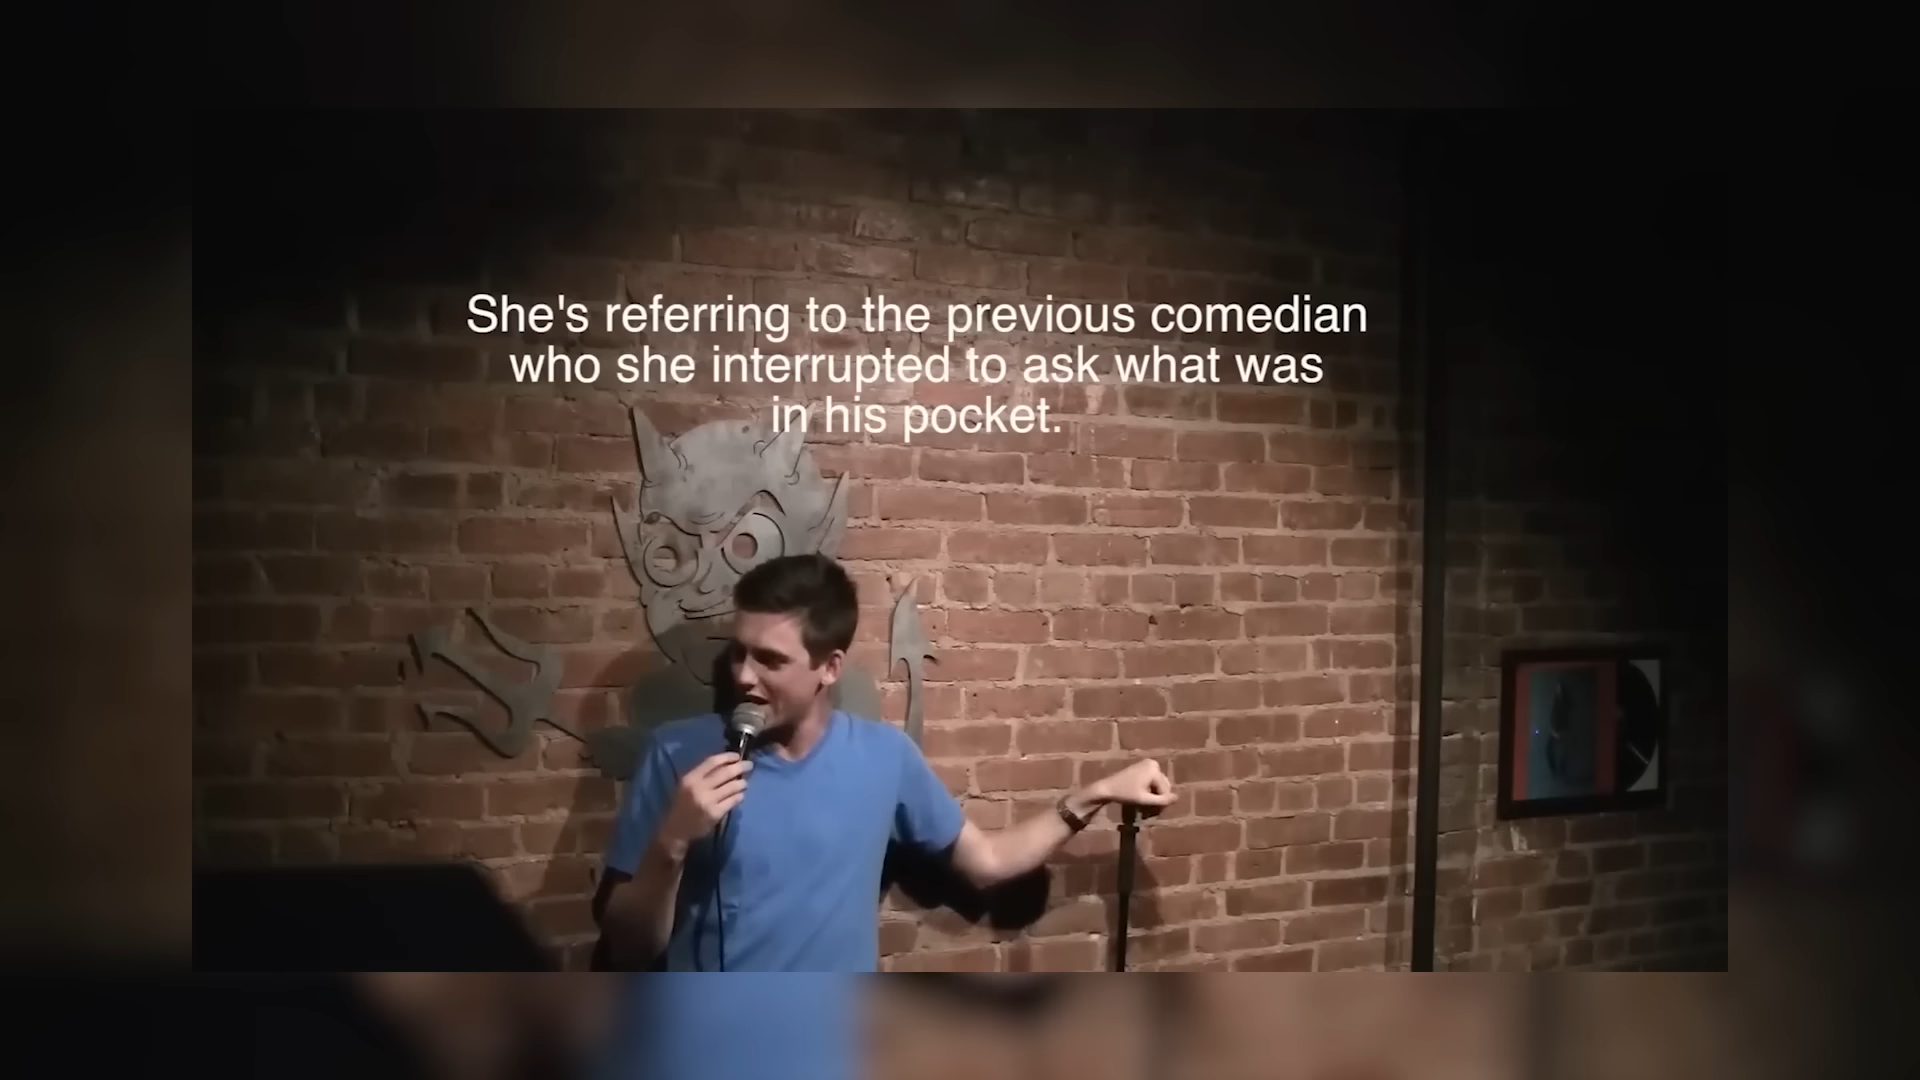 She's referring to the previous comedian
who she interrupted to ask what was
in his pocket.